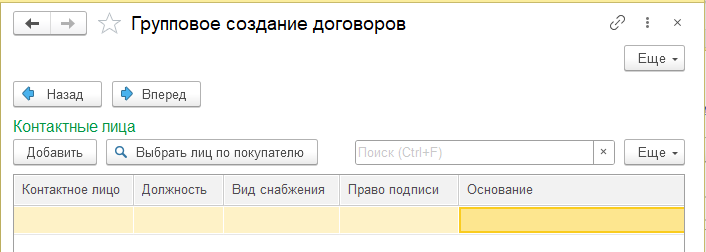 Групповое создание договоров
Еще
Назад Вперед
Контактные лица
Добавить Выбрать лиц по покупателю Поиск (Ctrl+F) × Еще
Контактное лицо Должность Вид снабжения Право подписи Основание